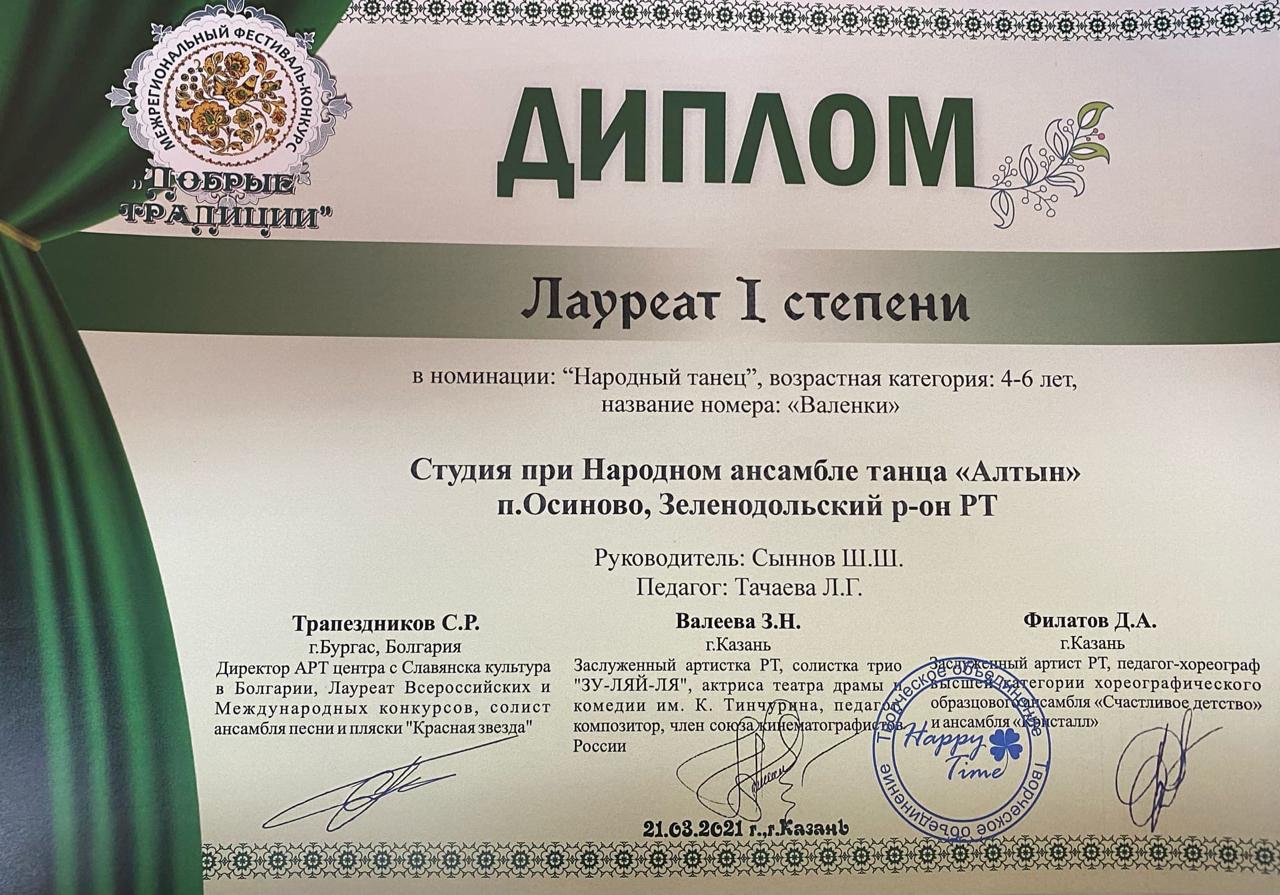 МЕЖРЕГИОНАЛЬНЫЙ ФЕСТИВАЛЬ-КОНКУРС
„ДОБРЫЕ
ТРАДИЦИИ”
ДИПЛОМ
Лауреат I степени
в номинации: “Народный танец”, возрастная категория: 4-6 лет,
название номера: «Валенки»
Студия при Народном ансамбле танца «Алтын»
п.Осиново, Зеленодольский р-он РТ
Руководитель: Сыннов Ш.Ш.
Педагог: Тачаева Л.Г.
Трапездников С.Р.
г.Бургас, Болгария
Директор АРТ центра с Славянска культура
в Болгарии, Лауреат Всероссийских и
Международных конкурсов, солист
ансамбля песни и пляски "Красная звезда"
Валеева З.Н.
г.Казань
Заслуженный артистка РТ, солистка трио
"ЗУ-ЛЯЙ-ЛЯ", актриса театра драмы и
комедии им. К. Тинчурина, педагог
композитор, член союза кинематографистов
России
Филатов Д.А.
г.Казань
Заслуженный артист РТ, педагог-хореограф
высшей категории хореографического
образцового ансамбля «Счастливое детство»
и ансамбля «Кристалл»
Творческое объединение
Happy
Time
Творческое объединение
21.03.2021 г.,г.Казань